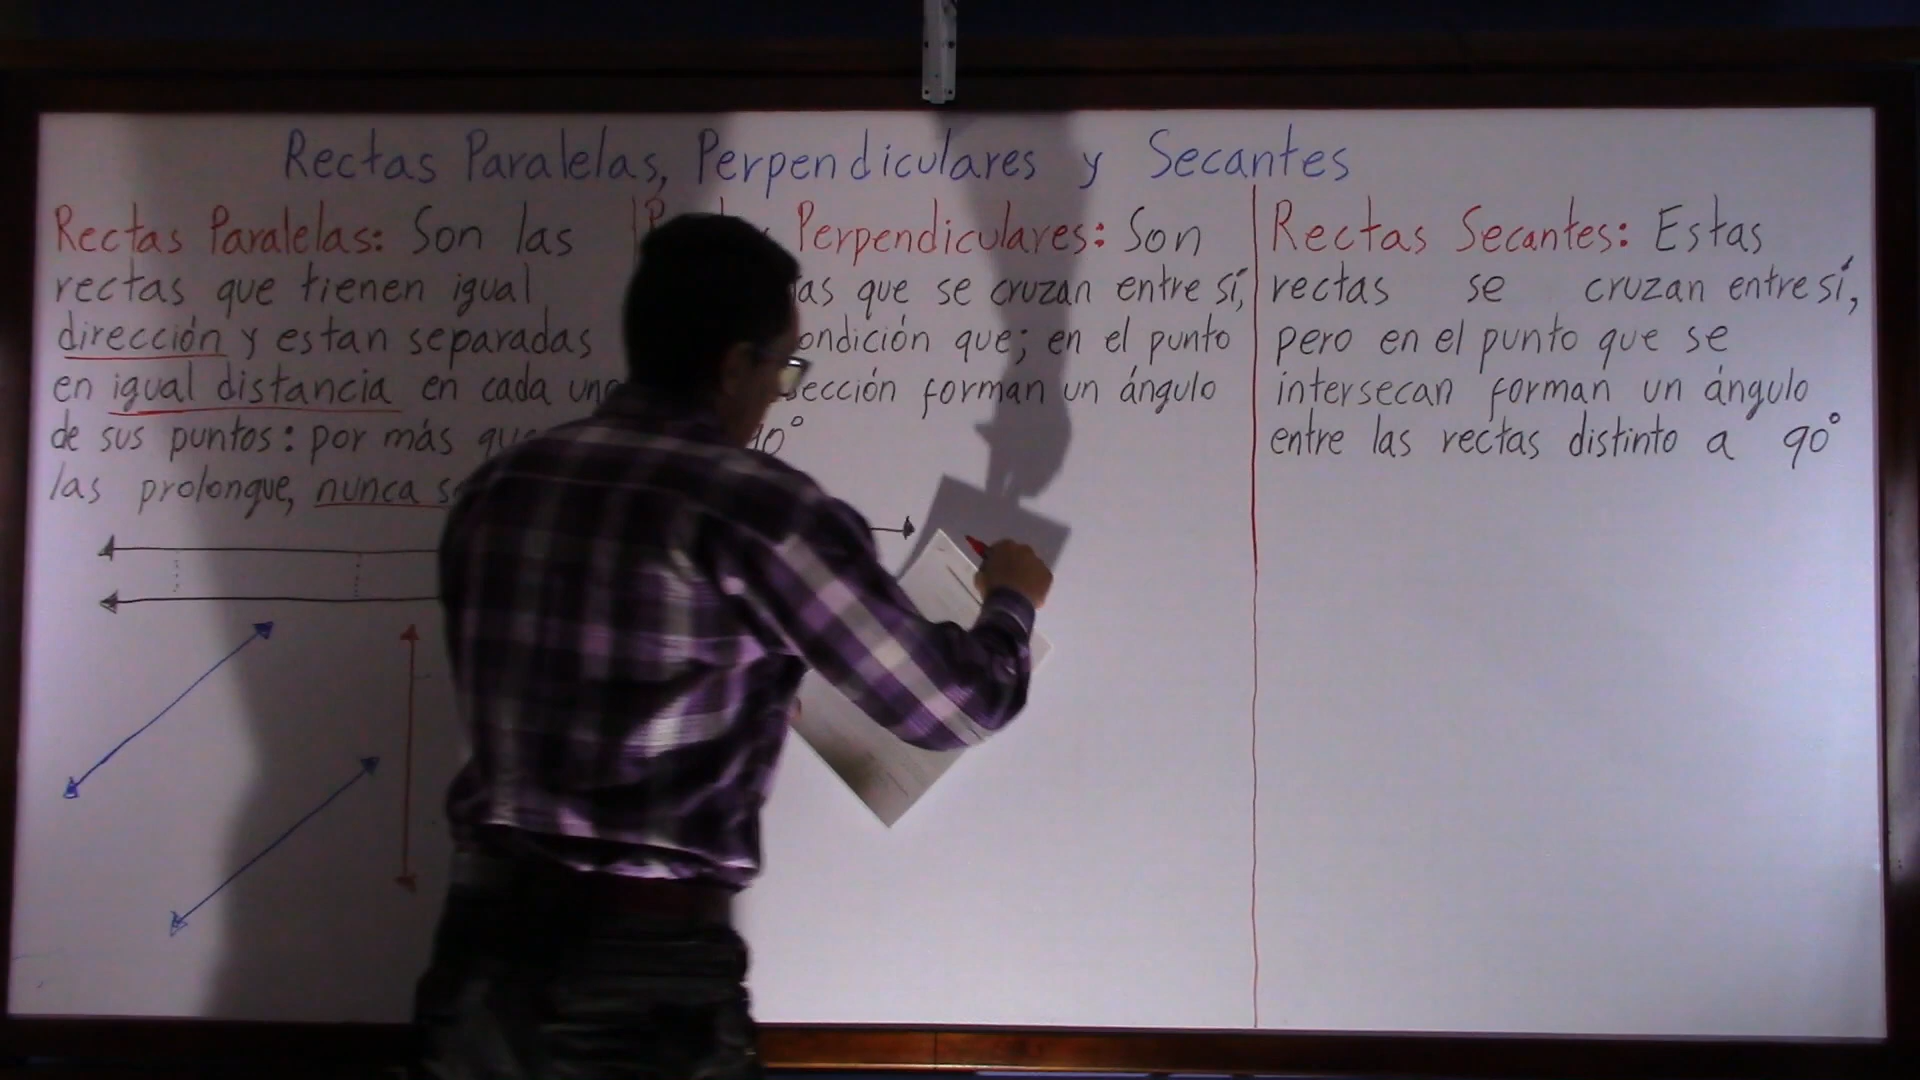 Rectas Paralelas, Perpendiculares y Secantes
Rectas Paralelas: Son las
rectas que tienen igual
dirección y estan separadas
en igual distancia en cada
de sus puntos: por más
las prolongue, nunca
Perpendiculares: Son
que se cruzan entre sí,
que; en el punto
forman un ángulo
90°
Rectas Secantes: Estas
rectas se cruzan entre sí,
pero en el punto que se
intersecan forman un ángulo
entre las rectas distinto a 90°